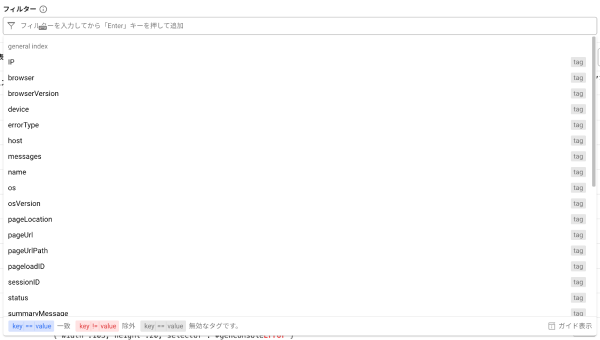 フィルター
フィルターを入力してから「Enter」キーを押して追加
general index
IP tag
browser tag
browserVersion tag
device tag
errorType tag
host tag
messages tag
name tag
os tag
osVersion tag
pageLocation tag
pageUrl tag
pageUrlPath tag
pageloadID tag
sessionID tag
status tag
summaryMessage tag
key == value 一致 key != value 除外 key == value 無効なタグです。 ガイド表示